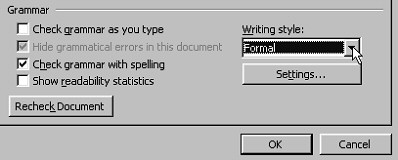 Grammar
Check grammar as you type
Writing style:
Hide grammatical errors in this document
Formal
Check grammar with spelling
Settings...
Show readability statistics
Recheck Document
OK
Cancel